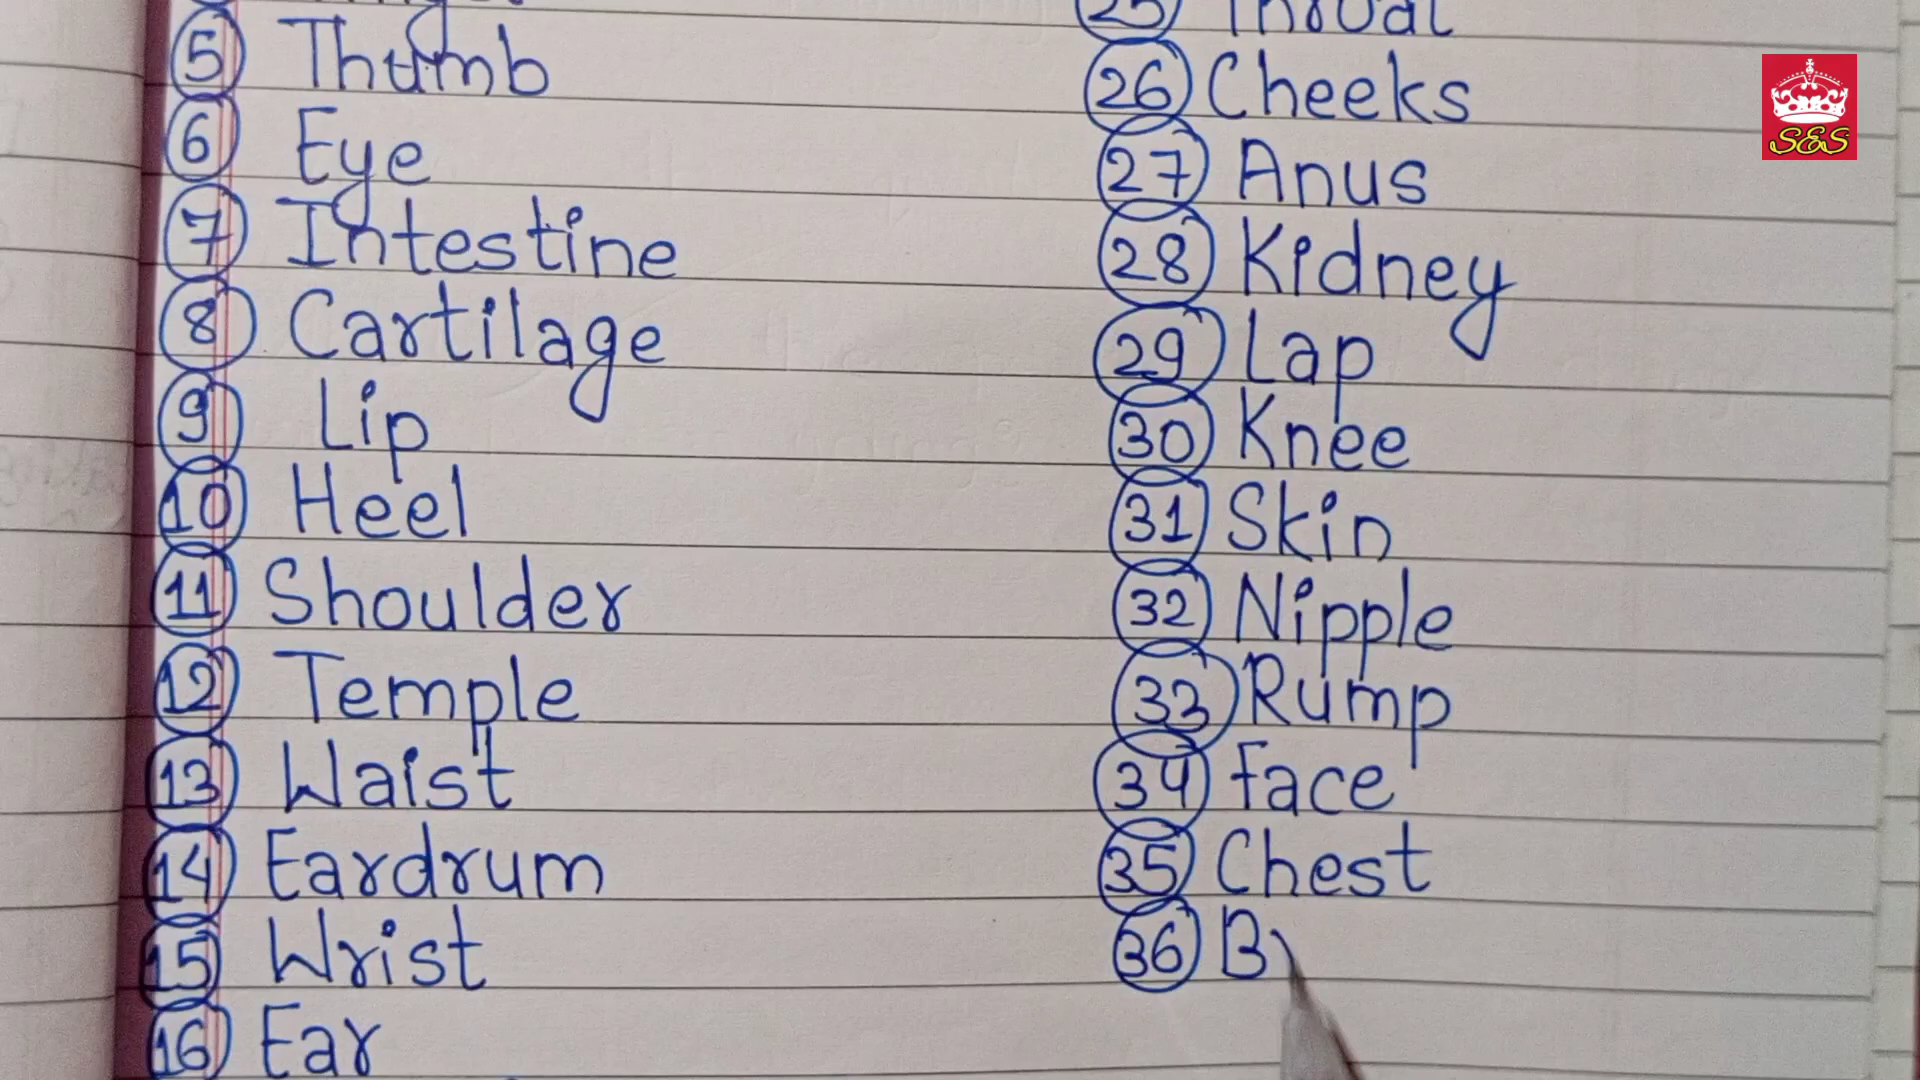 5 Thumb
6 Eye
7 Intestine
8 Cartilage
9 Lip
10 Heel
11 Shoulder
12 Temple
13 Waist
14 Eardrum
15 Wrist
16 Ear
25 Throat
26 Cheeks
27 Anus
28 Kidney
29 Lap
30 Knee
31 Skin
32 Nipple
33 Rump
34 face
35 Chest
36 B
S&S